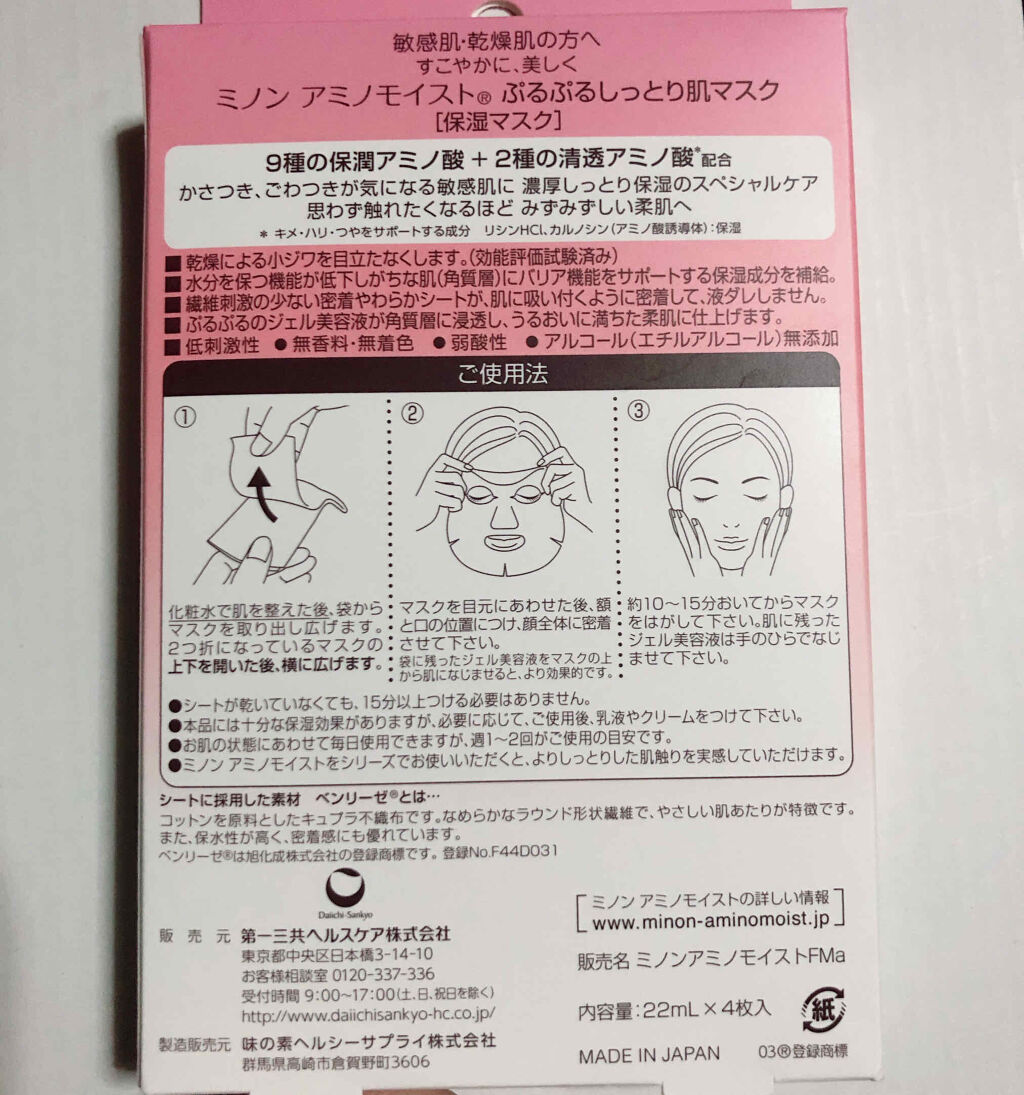 敏感肌・乾燥肌の方へ
すこやかに、美しく
ミノン アミノモイスト® ぷるぷるしっとり肌マスク
[保湿マスク]
9種の保潤アミノ酸 + 2種の清透アミノ酸*配合
かさつき、ごわつきが気になる敏感肌に 濃厚しっとり保湿のスペシャルケア
思わず触れたくなるほど みずみずしい柔肌へ
* キメ・ハリ・つやをサポートする成分 リシンHCl、カルノシン(アミノ酸誘導体):保湿
■ 乾燥による小ジワを目立たなくします。(効能評価試験済み)
■ 水分を保つ機能が低下しがちな肌(角質層)にバリア機能をサポートする保湿成分を補給。
■ 繊維刺激の少ない密着やわらかシートが、肌に吸い付くように密着して、液ダレしません。
■ ぷるぷるのジェル美容液が角質層に浸透し、うるおいに満ちた柔肌に仕上げます。
■ 低刺激性 ● 無香料・無着色 ● 弱酸性 ● アルコール(エチルアルコール)無添加
ご使用法
①
化粧水で肌を整えた後、袋から
マスクを取り出し広げます。
2つ折になっているマスクの
上下を開いた後、横に広げます。
②
マスクを目元にあわせた後、額
と口の位置につけ、顔全体に密着
させて下さい。
袋に残ったジェル美容液をマスクの上
から肌になじませると、より効果的です。
③
約10〜15分おいてからマスク
をはがして下さい。肌に残った
ジェル美容液は手のひらでなじ
ませて下さい。
●シートが乾いていなくても、15分以上つける必要はありません。
●本品には十分な保湿効果がありますが、必要に応じて、ご使用後、乳液やクリームをつけて下さい。
●お肌の状態にあわせて毎日使用できますが、週1〜2回がご使用の目安です。
●ミノン アミノモイストをシリーズでお使いいただくと、よりしっとりした肌触りを実感していただけます。
シートに採用した素材 ベンリーゼ®とは…
コットンを原料としたキュプラ不織布です。なめらかなラウンド形状繊維で、やさしい肌あたりが特徴です。
また、保水性が高く、密着感にも優れています。
ベンリーゼ®は旭化成株式会社の登録商標です。登録No.F44D031
Daiichi-Sankyo
販売元 第一三共ヘルスケア株式会社
東京都中央区日本橋3-14-10
お客様相談室 0120-337-336
受付時間 9:00〜17:00(土、日、祝日を除く)
http://www.daiichisankyo-hc.co.jp/
製造販売元 味の素ヘルシーサプライ株式会社
群馬県高崎市倉賀野町3606
ミノン アミノモイストの詳しい情報
www.minon-aminomoist.jp
販売名 ミノンアミノモイストFMa
内容量:22mL×4枚入
紙
MADE IN JAPAN
03®登録商標